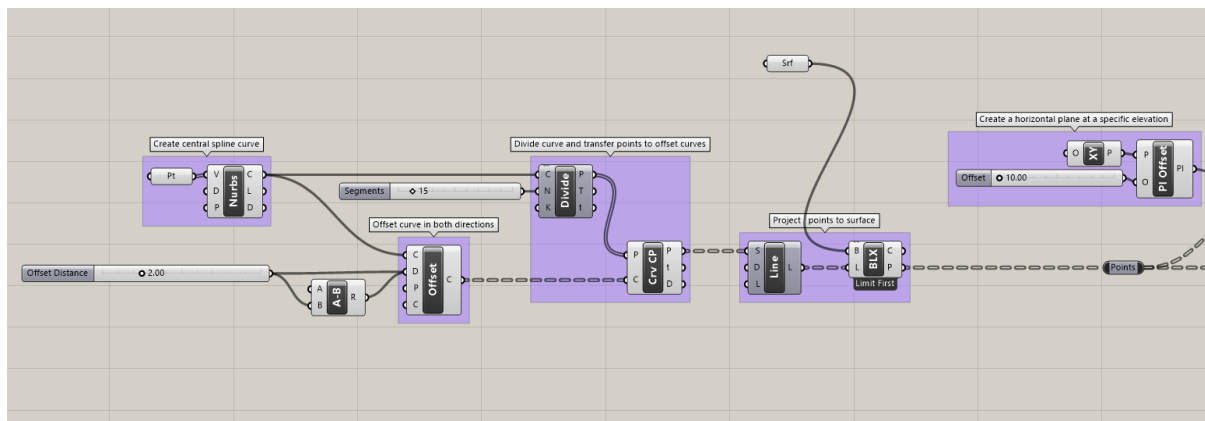 Create central spline curve
Pt
V
D
P
Nurbs
C
L
D
Offset Distance
2.00
A
B
A-B
R
Offset curve in both directions
C
D
P
C
Offset
C
Divide curve and transfer points to offset curves
Segments
15
C
N
K
Divide
P
T
t
P
C
Crv CP
P
t
D
Srf
Project points to surface
S
D
L
Line
L
B
L
BLX
C
P
Limit First
Create a horizontal plane at a specific elevation
O
XY
P
Offset
10.00
P
O
Pl Offset
Pl
Points